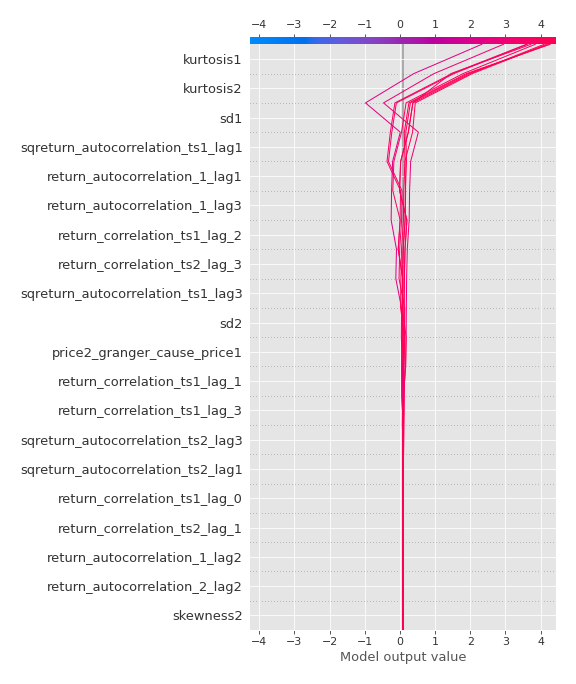 −4 −3 −2 −1 0 1 2 3 4
kurtosis1
kurtosis2
sd1
sqreturn_autocorrelation_ts1_lag1
return_autocorrelation_1_lag1
return_autocorrelation_1_lag3
return_correlation_ts1_lag_2
return_correlation_ts2_lag_3
sqreturn_autocorrelation_ts1_lag3
sd2
price2_granger_cause_price1
return_correlation_ts1_lag_1
return_correlation_ts1_lag_3
sqreturn_autocorrelation_ts2_lag3
sqreturn_autocorrelation_ts2_lag1
return_correlation_ts1_lag_0
return_correlation_ts2_lag_1
return_autocorrelation_1_lag2
return_autocorrelation_2_lag2
skewness2
−4 −3 −2 −1 0 1 2 3 4
Model output value